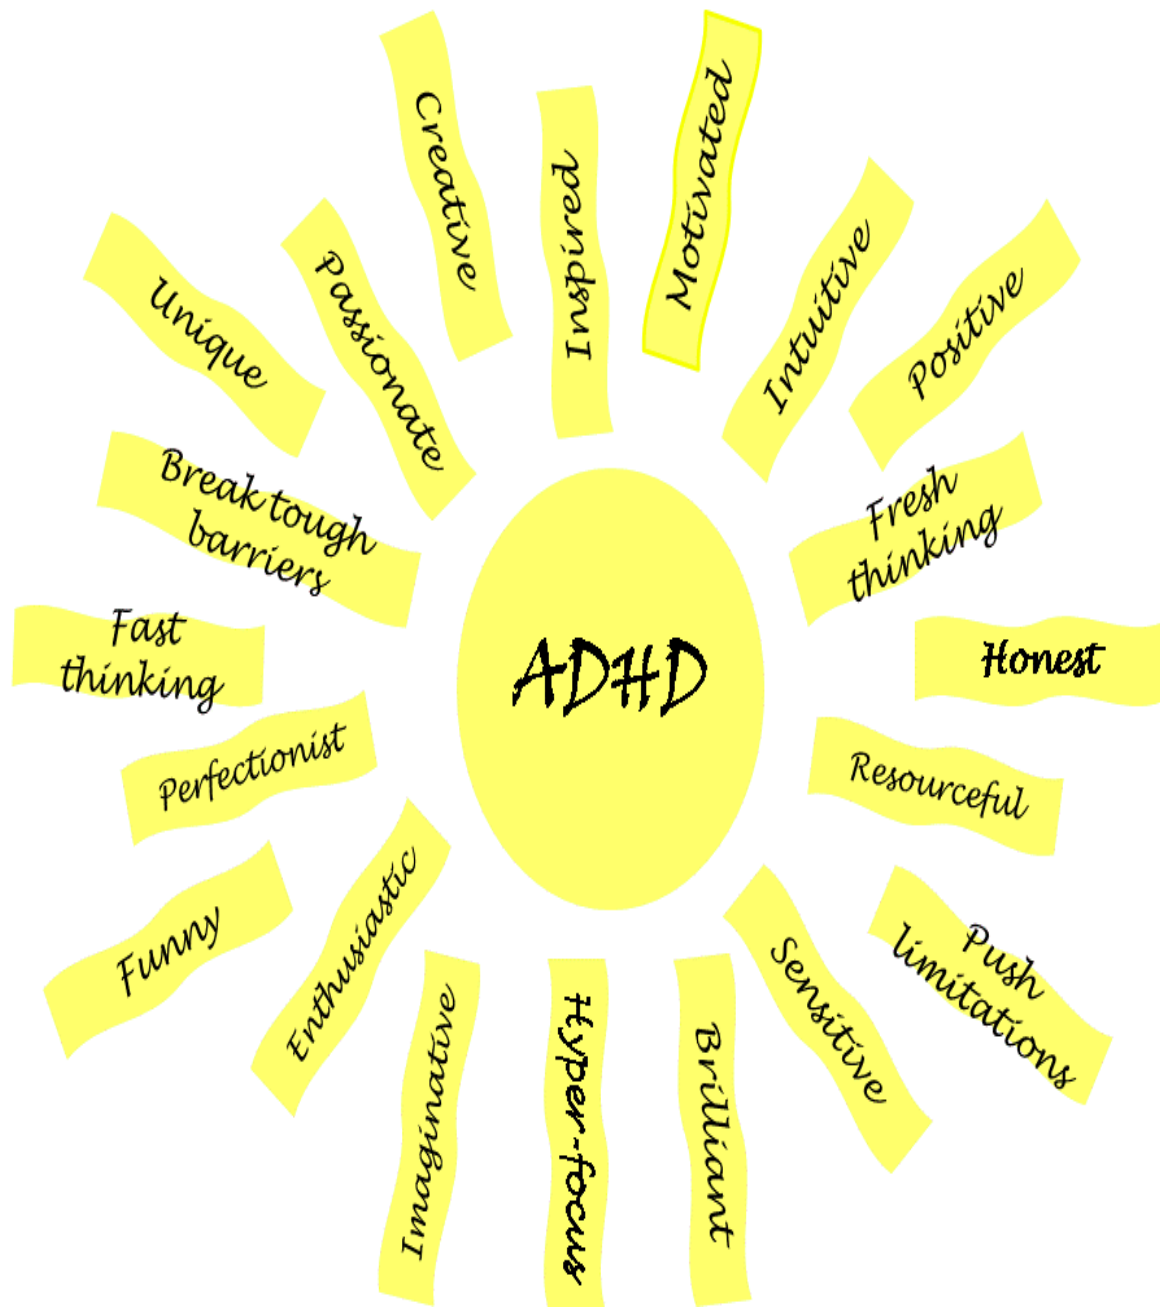 Creative
Inspired
Motivated
Intuitive
Positive
Passionate
Unique
Break tough
barriers
Fresh
thinking
Fast
thinking
ADHD
Honest
Perfectionist
Resourceful
Funny
Enthusiastic
Imaginative
Hyper-focus
Brilliant
Sensitive
Push
limitations